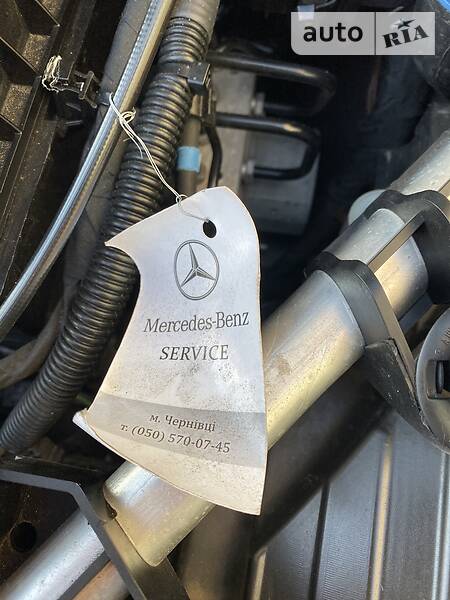 auto RIA
Mercedes-Benz
SERVICE
м. Чернівці
т. (050) 570-07-45